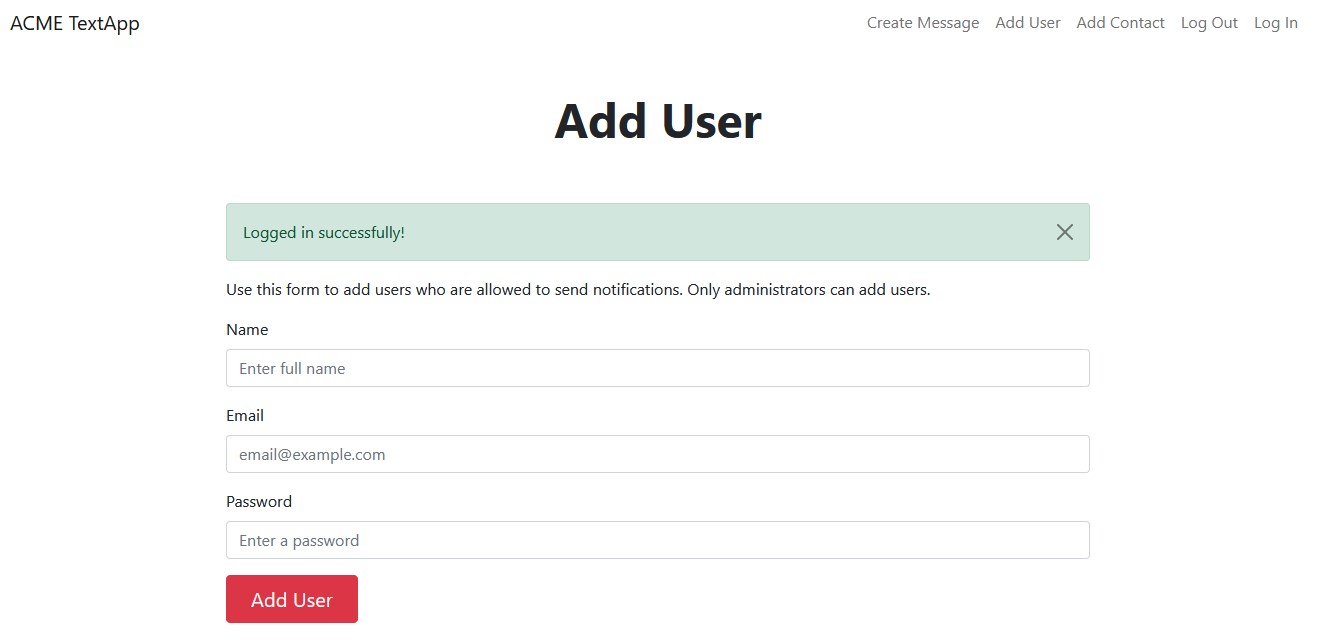 ACME TextApp Create Message Add User Add Contact Log Out Log In
Add User
Logged in successfully!
Use this form to add users who are allowed to send notifications. Only administrators can add users.
Name
Enter full name
Email
email@example.com
Password
Enter a password
Add User